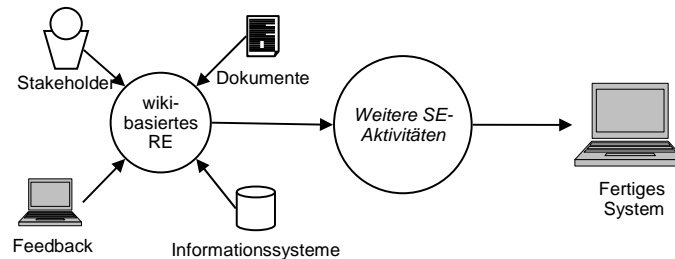 Stakeholder
Dokumente
wiki-
basiertes
RE
Weitere SE-
Aktivitäten
Fertiges
System
Feedback
Informationssysteme